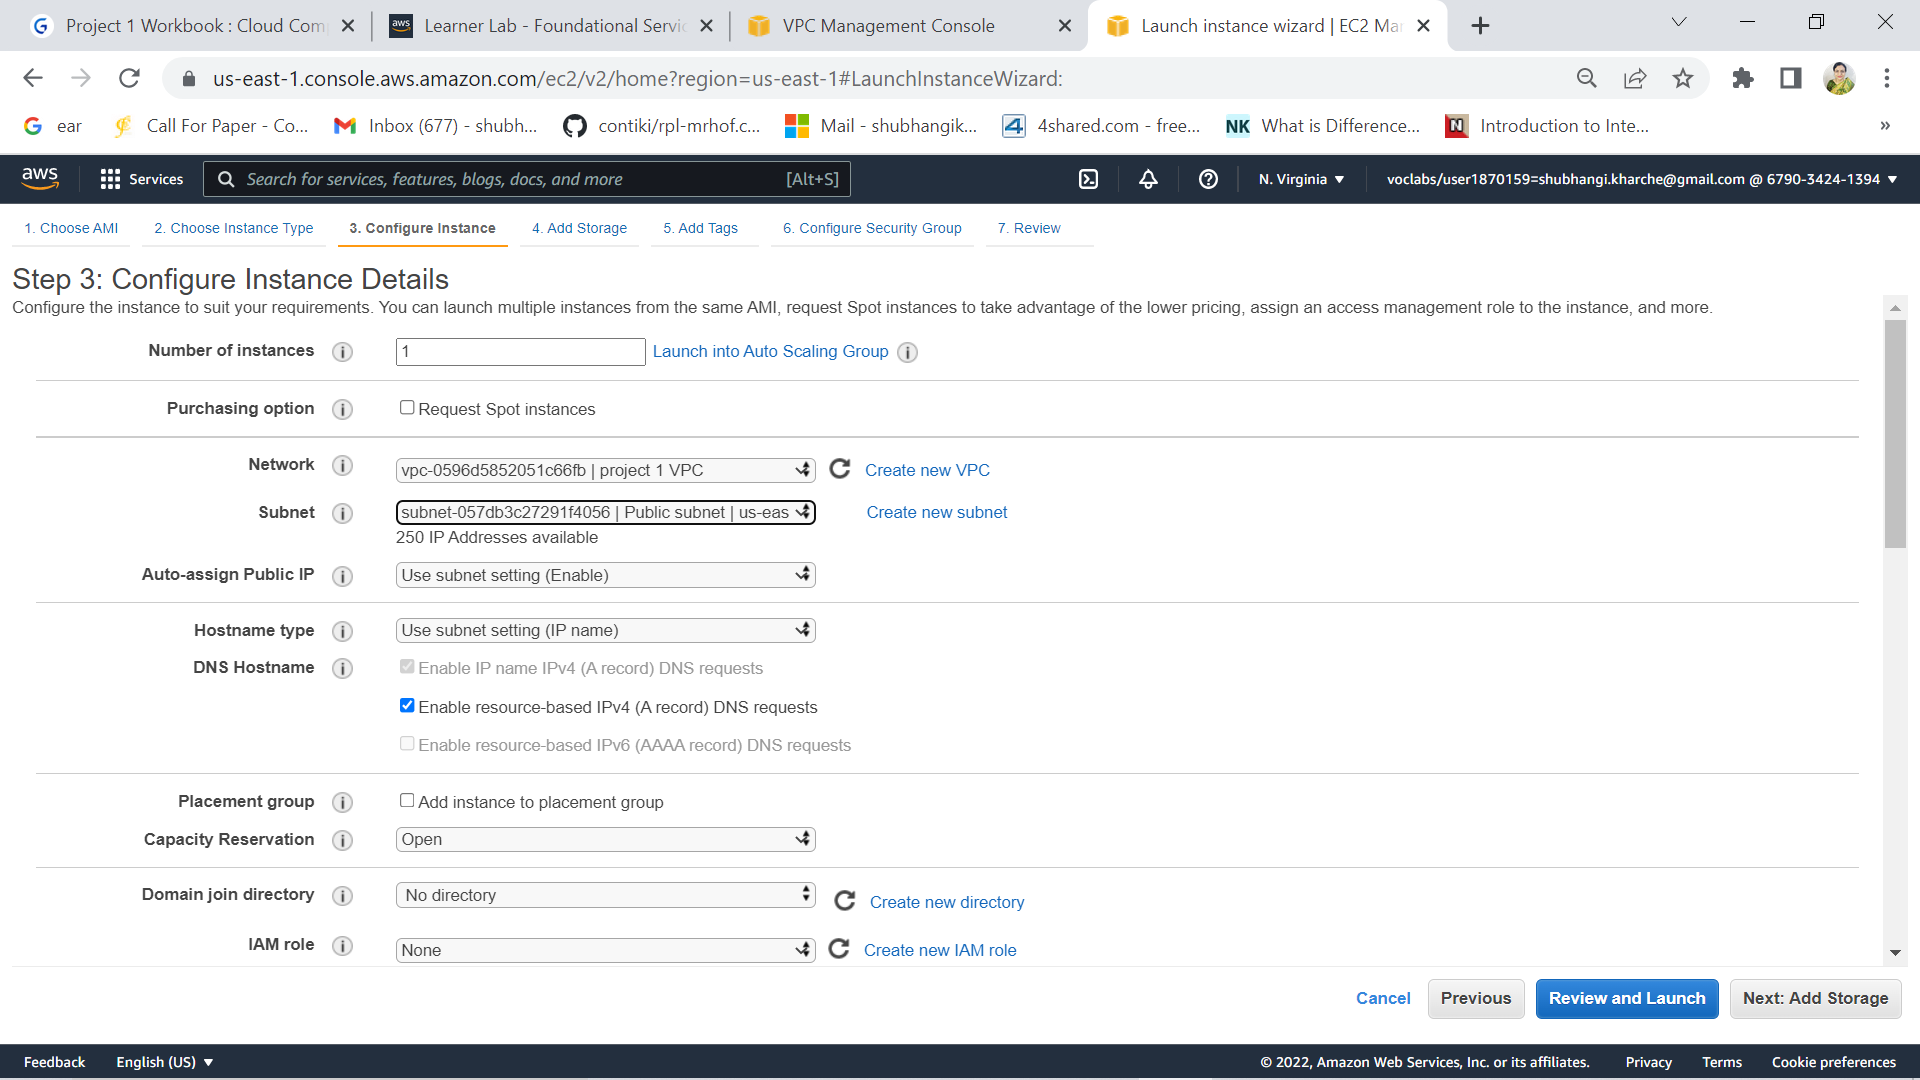 Project 1 Workbook : Cloud Com
Learner Lab - Foundational Servic
VPC Management Console
Launch instance wizard | EC2 Mar
us-east-1.console.aws.amazon.com/ec2/v2/home?region=us-east-1#LaunchInstanceWizard:
ear
Call For Paper - Co...
Inbox (677) - shubh...
contiki/rpl-mrhof.c...
Mail - shubhangik...
4shared.com - free...
NK What is Difference...
Introduction to Inte...
»
aws
Services
Search for services, features, blogs, docs, and more [Alt+S]
N. Virginia
voclabs/user1870159=shubhangi.kharche@gmail.com @ 6790-3424-1394
1. Choose AMI
2. Choose Instance Type
3. Configure Instance
4. Add Storage
5. Add Tags
6. Configure Security Group
7. Review
Step 3: Configure Instance Details
Configure the instance to suit your requirements. You can launch multiple instances from the same AMI, request Spot instances to take advantage of the lower pricing, assign an access management role to the instance, and more.
Number of instances 1 Launch into Auto Scaling Group
Purchasing option Request Spot instances
Network vpc-0596d5852051c66fb | project 1 VPC Create new VPC
Subnet subnet-057db3c27291f4056 | Public subnet | us-eas Create new subnet
250 IP Addresses available
Auto-assign Public IP Use subnet setting (Enable)
Hostname type Use subnet setting (IP name)
DNS Hostname Enable IP name IPv4 (A record) DNS requests
Enable resource-based IPv4 (A record) DNS requests
Enable resource-based IPv6 (AAAA record) DNS requests
Placement group Add instance to placement group
Capacity Reservation Open
Domain join directory No directory Create new directory
IAM role None Create new IAM role
Cancel Previous Review and Launch Next: Add Storage
Feedback English (US) © 2022, Amazon Web Services, Inc. or its affiliates. Privacy Terms Cookie preferences